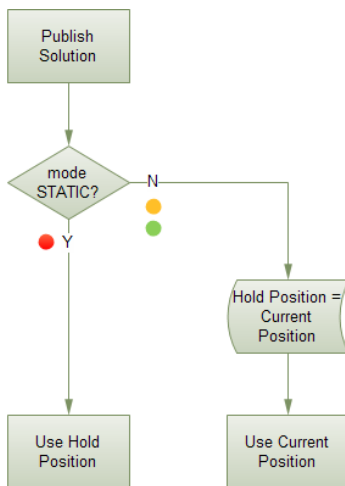 Publish
Solution
mode
STATIC?
N
Y
Hold Position =
Current
Position
Use Hold
Position
Use Current
Position